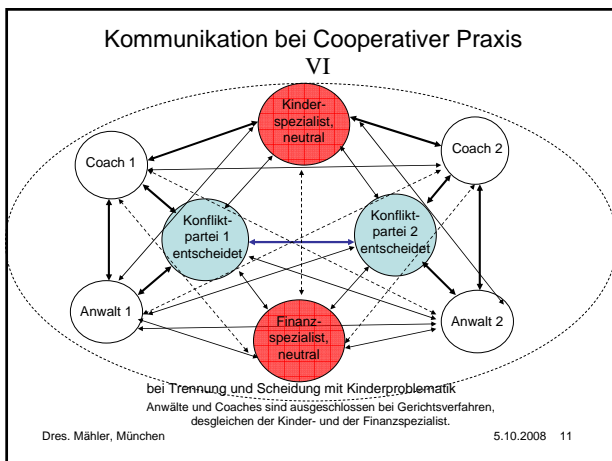 Kommunikation bei Cooperativer Praxis
VI
Kinder-
spezialist,
neutral
Coach 1
Coach 2
Konflikt-
partei 1
entscheidet
Konflikt-
partei 2
entscheidet
Anwalt 1
Anwalt 2
Finanz-
spezialist,
neutral
bei Trennung und Scheidung mit Kinderproblematik
Anwälte und Coaches sind ausgeschlossen bei Gerichtsverfahren,
desgleichen der Kinder- und der Finanzspezialist.
Dres. Mähler, München
5.10.2008 11